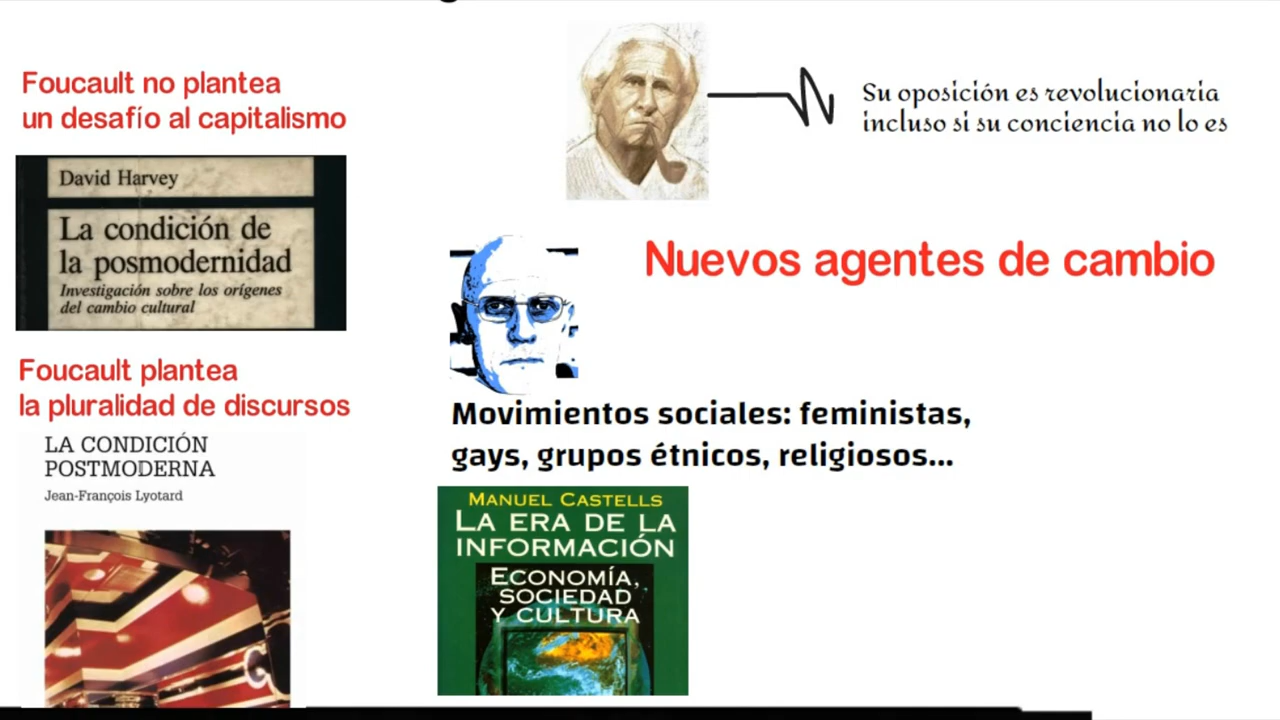 Foucault no plantea
un desafío al capitalismo
David Harvey
La condición de
la posmodernidad
Investigación sobre los orígenes
del cambio cultural
Foucault plantea
la pluralidad de discursos
LA CONDICIÓN
POSTMODERNA
Jean-François Lyotard
Su oposición es revolucionaria
incluso si su conciencia no lo es
Nuevos agentes de cambio
Movimientos sociales: feministas,
gays, grupos étnicos, religiosos...
MANUEL CASTELLS
LA ERA DE LA
INFORMACIÓN
ECONOMÍA,
SOCIEDAD
Y CULTURA